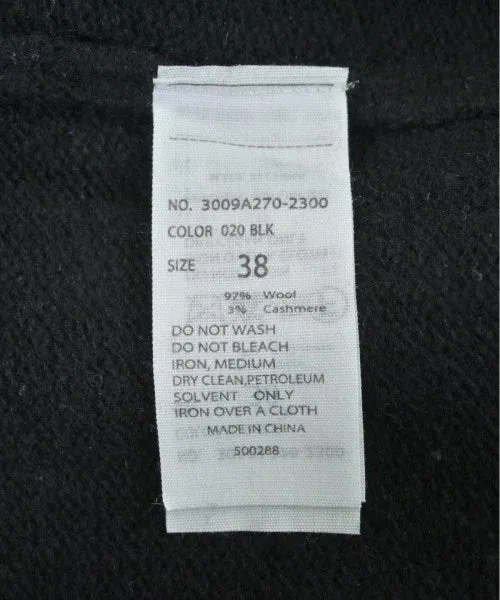 NO. 3009A270-2300
COLOR 020 BLK
SIZE 38
97% Wool
3% Cashmere
DO NOT WASH
DO NOT BLEACH
IRON, MEDIUM
DRY CLEAN,PETROLEUM
SOLVENT ONLY
IRON OVER A CLOTH
MADE IN CHINA
500288